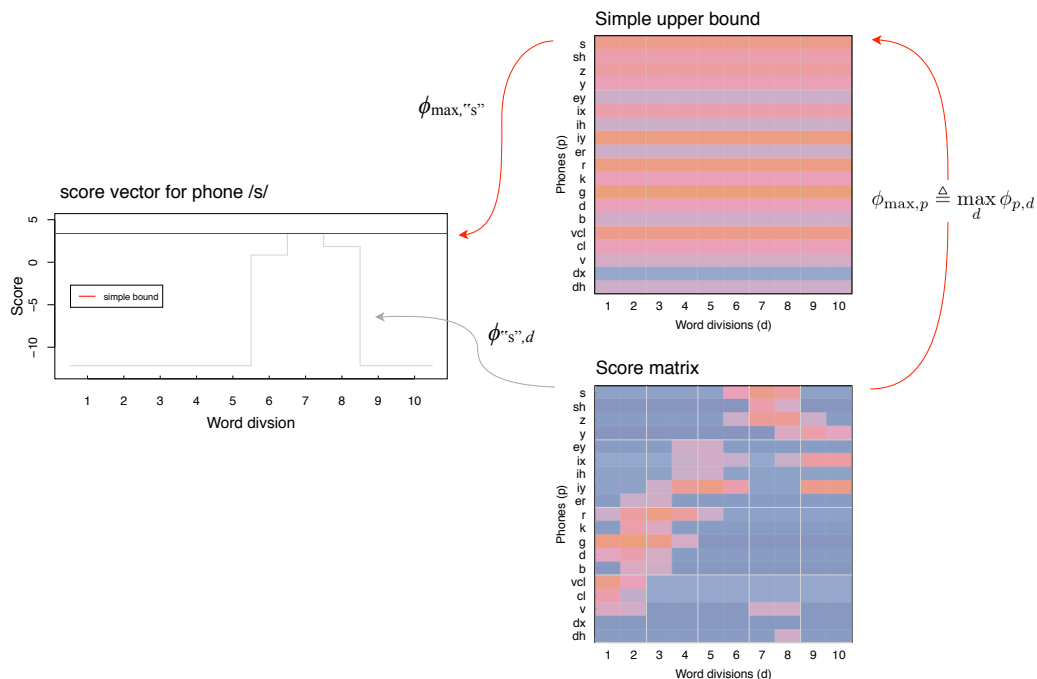 Simple upper bound
s
sh
z
y
ey
ix
ih
iy
er
r
k
g
d
b
vcl
cl
v
dx
dh
Phones (p)
1 2 3 4 5 6 7 8 9 10
Word divisions (d)
ϕmax,“s”
ϕmax,p ≜ max d ϕp,d
score vector for phone /s/
5
0
−5
−10
Score
simple bound
1 2 3 4 5 6 7 8 9 10
Word divsion
ϕ“s”,d
Score matrix
s
sh
z
y
ey
ix
ih
iy
er
r
k
g
d
b
vcl
cl
v
dx
dh
Phones (p)
1 2 3 4 5 6 7 8 9 10
Word divisions (d)